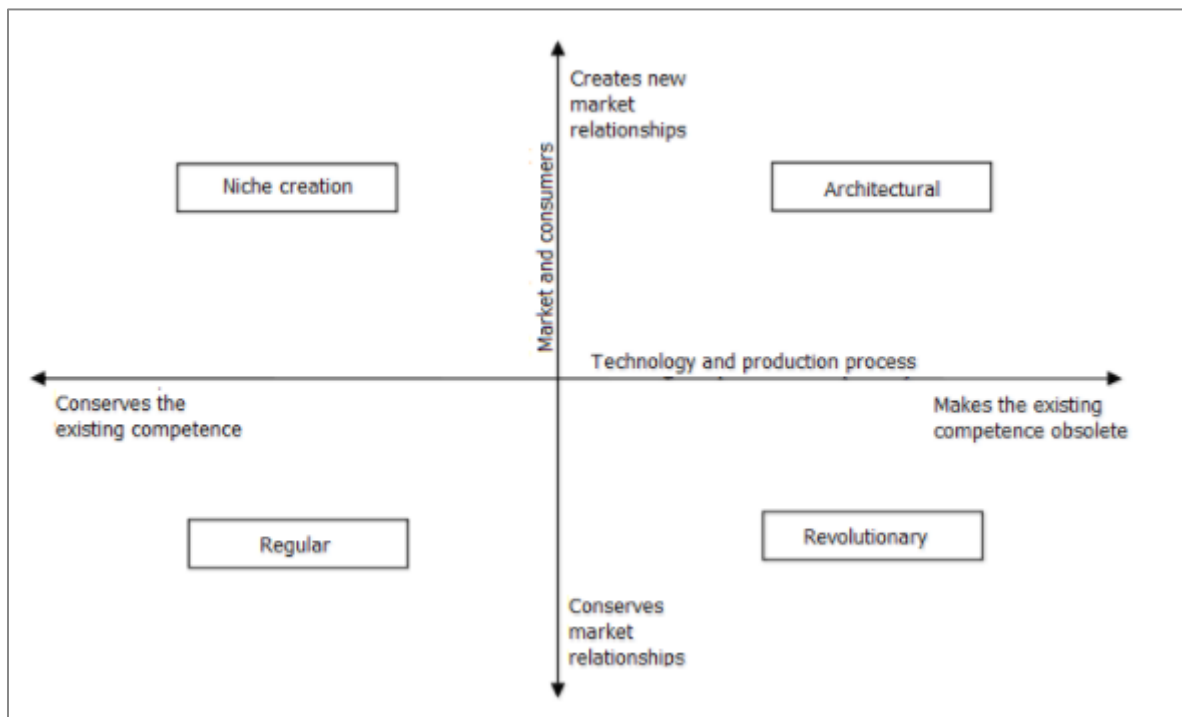 Creates new
market
relationships
Niche creation
Architectural
Market and consumers
Technology and production process
Conserves the
existing competence
Makes the existing
competence obsolete
Regular
Revolutionary
Conserves
market
relationships